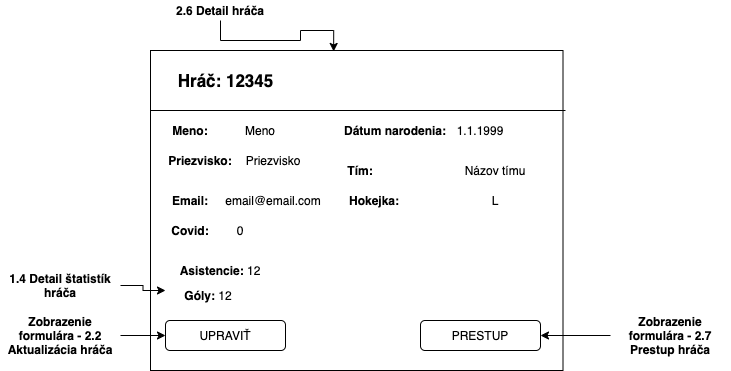 2.6 Detail hráča
Hráč: 12345
Meno: Meno Dátum narodenia: 1.1.1999
Priezvisko: Priezvisko
Tím: Názov tímu
Email: email@email.com Hokejka: L
Covid: 0
Asistencie: 12
1.4 Detail štatistík
hráča
Góly: 12
Zobrazenie
formulára - 2.2
Aktualizácia hráča
UPRAVIŤ
PRESTUP
Zobrazenie
formulára - 2.7
Prestup hráča